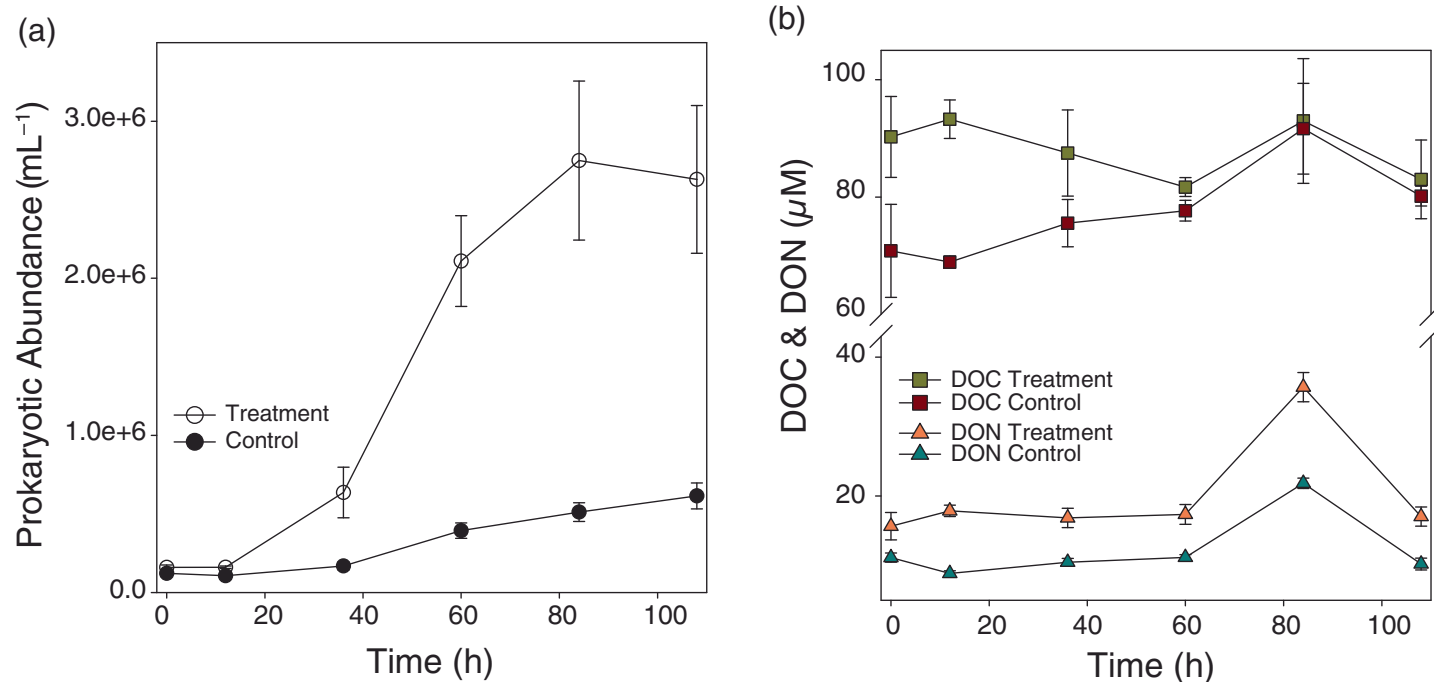 (a)
Prokaryotic Abundance (mL⁻¹)
3.0e+6
2.0e+6
1.0e+6
0.0
Treatment
Control
0 20 40 60 80 100
Time (h)
(b)
DOC & DON (µM)
100
80
60
40
20
DOC Treatment
DOC Control
DON Treatment
DON Control
0 20 40 60 80 100
Time (h)